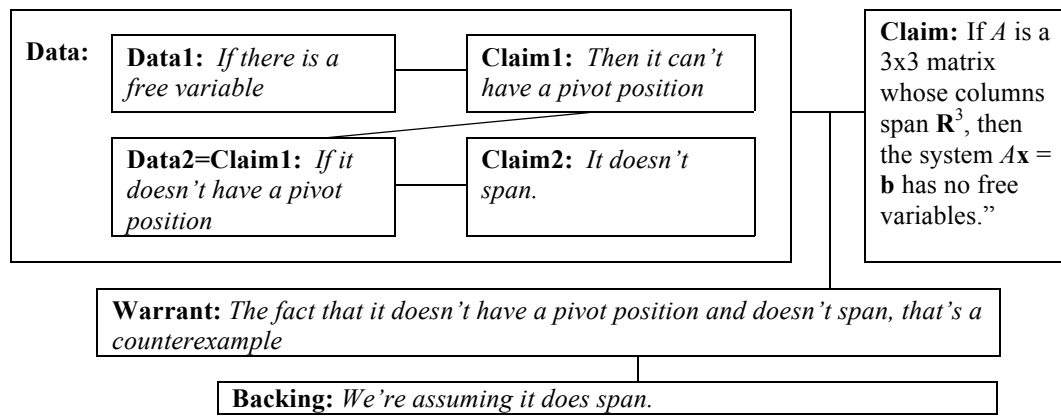 Data:
Data1: If there is a
free variable
Claim1: Then it can't
have a pivot position
Data2=Claim1: If it
doesn't have a pivot
position
Claim2: It doesn't
span.
Claim: If A is a
3x3 matrix
whose columns
span R³, then
the system Ax =
b has no free
variables.”
Warrant: The fact that it doesn’t have a pivot position and doesn’t span, that’s a
counterexample
Backing: We’re assuming it does span.